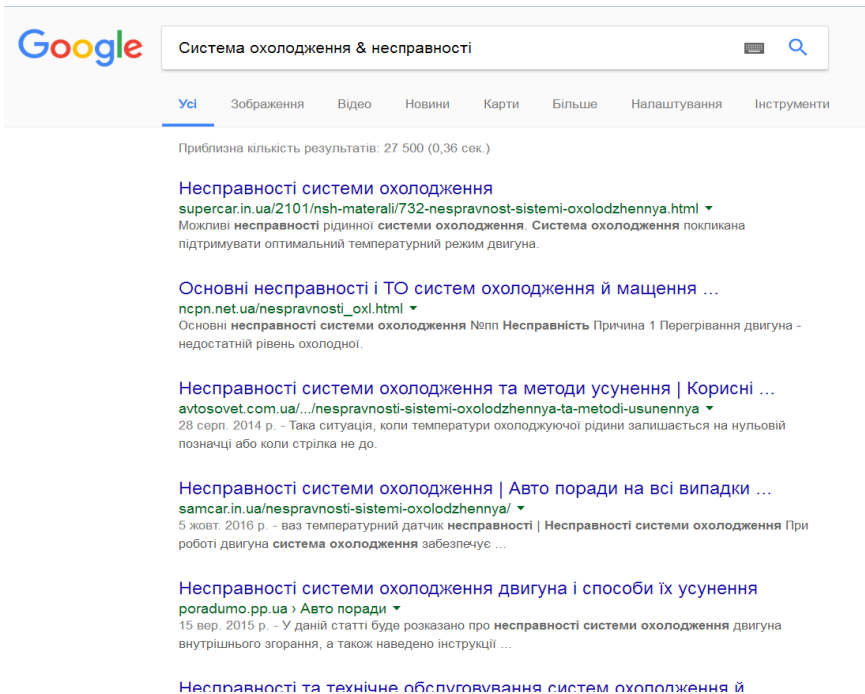 Google
Система охолодження & несправності
Усі Зображення Відео Новини Карти Більше Налаштування Інструменти
Приблизна кількість результатів: 27 500 (0,36 сек.)
Несправності системи охолодження
supercar.in.ua/2101/nsh-materali/732-nespravnost-sistemi-oxolodzhennya.html
Можливі несправності рідинної системи охолодження. Система охолодження покликана
підтримувати оптимальний температурний режим двигуна.
Основні несправності і ТО систем охолодження й мащення ...
ncpn.net.ua/nespravnosti_oxl.html
Основні несправності системи охолодження №пп Несправність Причина 1 Перегрівання двигуна -
недостатній рівень охолодної.
Несправності системи охолодження та методи усунення | Корисні ...
avtosovet.com.ua/.../nespravnosti-sistemi-oxolodzhennya-ta-metodi-usunennya
28 серп. 2014 р. - Така ситуація, коли температури охолоджуючої рідини залишається на нульовій
позначці або коли стрілка не до.
Несправності системи охолодження | Авто поради на всі випадки ...
samcar.in.ua/nespravnosti-sistemi-oxolodzhennya/
5 жовт. 2016 р. - ваз температурний датчик несправності | Несправності системи охолодження При
роботі двигуна система охолодження забезпечує ...
Несправності системи охолодження двигуна і способи їх усунення
poradumo.pp.ua › Авто поради
15 вер. 2015 р. - У даній статті буде розказано про несправності системи охолодження двигуна
внутрішнього згорання, а також наведено інструкції ...
Несправності та технічне обслуговування систем охолодження й